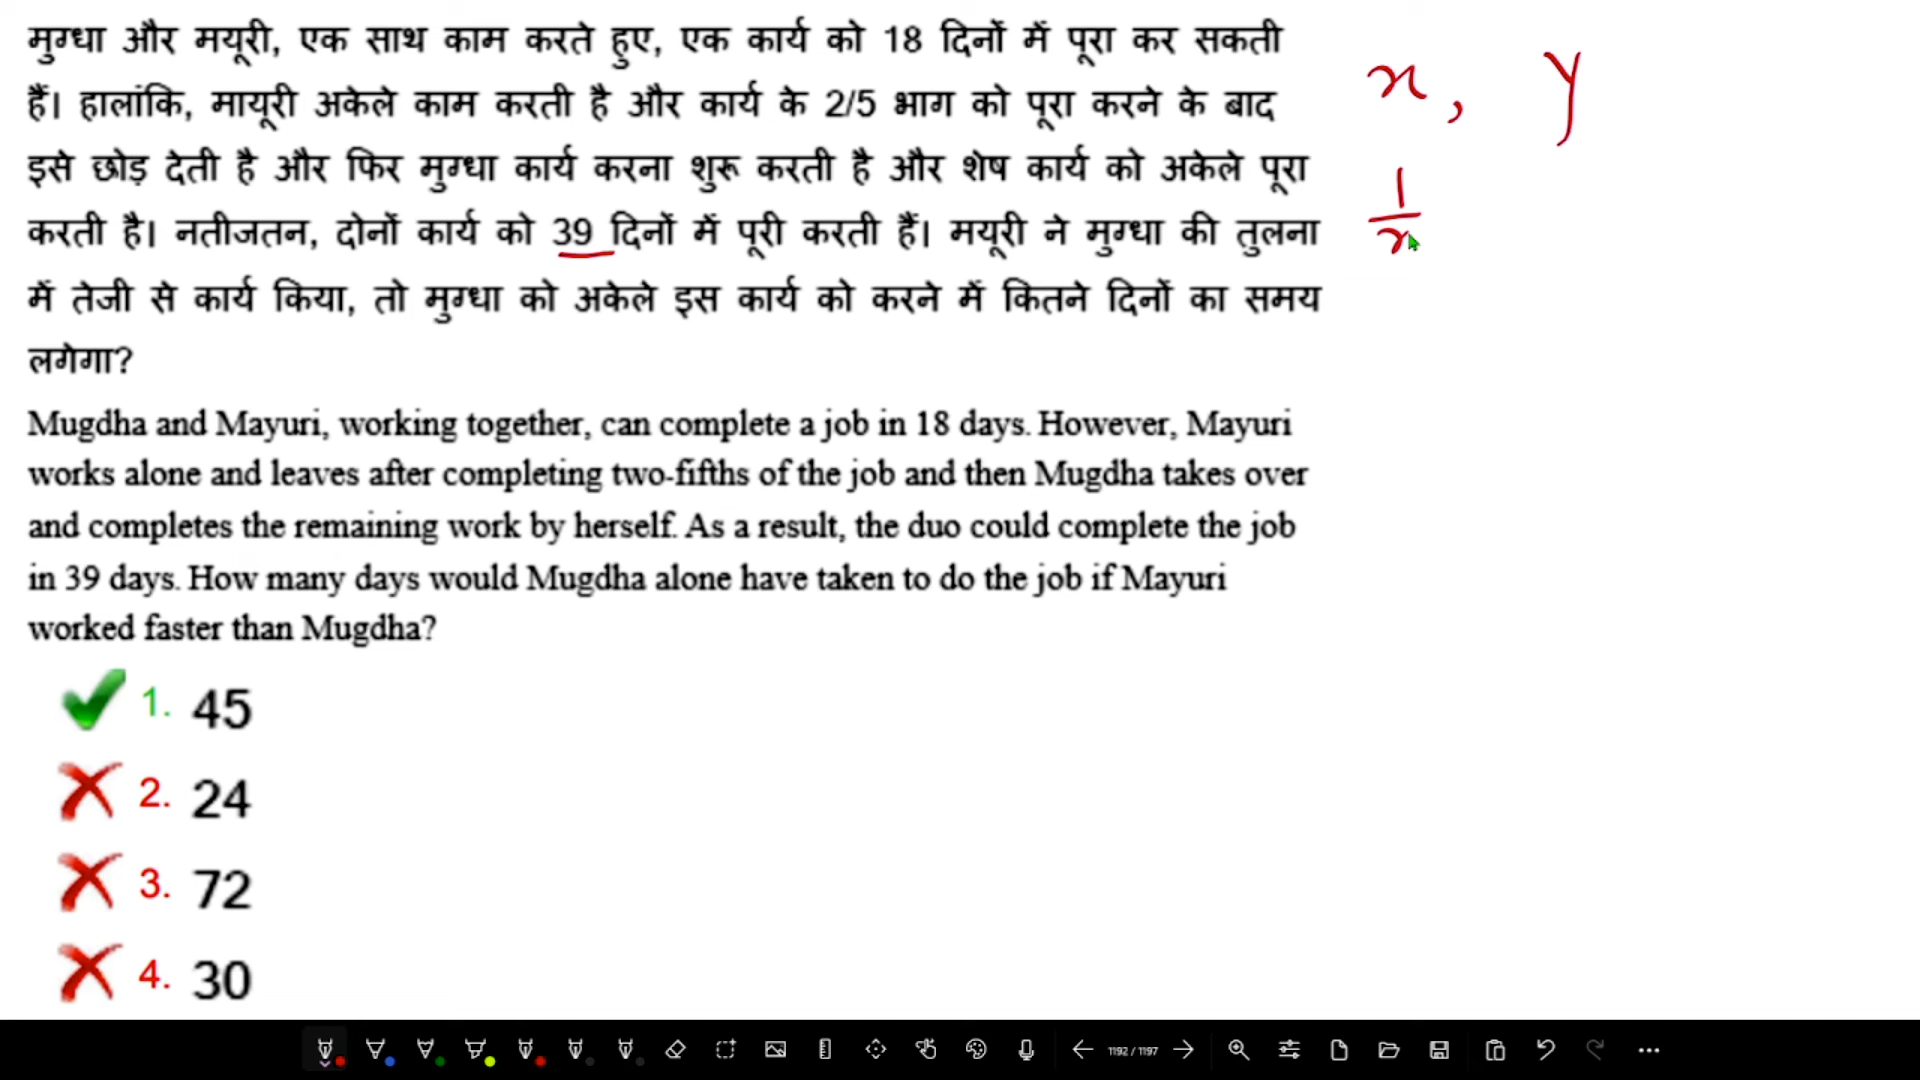 मुग्धा और मयूरी, एक साथ काम करते हुए, एक कार्य को 18 दिनों में पूरा कर सकती
हैं। हालांकि, मायूरी अकेले काम करती है और कार्य के 2/5 भाग को पूरा करने के बाद
इसे छोड़ देती है और फिर मुग्धा कार्य करना शुरू करती है और शेष कार्य को अकेले पूरा
करती है। नतीजतन, दोनों कार्य को 39 दिनों में पूरी करती हैं। मयूरी ने मुग्धा की तुलना
में तेजी से कार्य किया, तो मुग्धा को अकेले इस कार्य को करने में कितने दिनों का समय
लगेगा?
x, y
1
x
Mugdha and Mayuri, working together, can complete a job in 18 days. However, Mayuri
works alone and leaves after completing two-fifths of the job and then Mugdha takes over
and completes the remaining work by herself. As a result, the duo could complete the job
in 39 days. How many days would Mugdha alone have taken to do the job if Mayuri
worked faster than Mugdha?
1. 45
2. 24
3. 72
4. 30
1192 / 1197